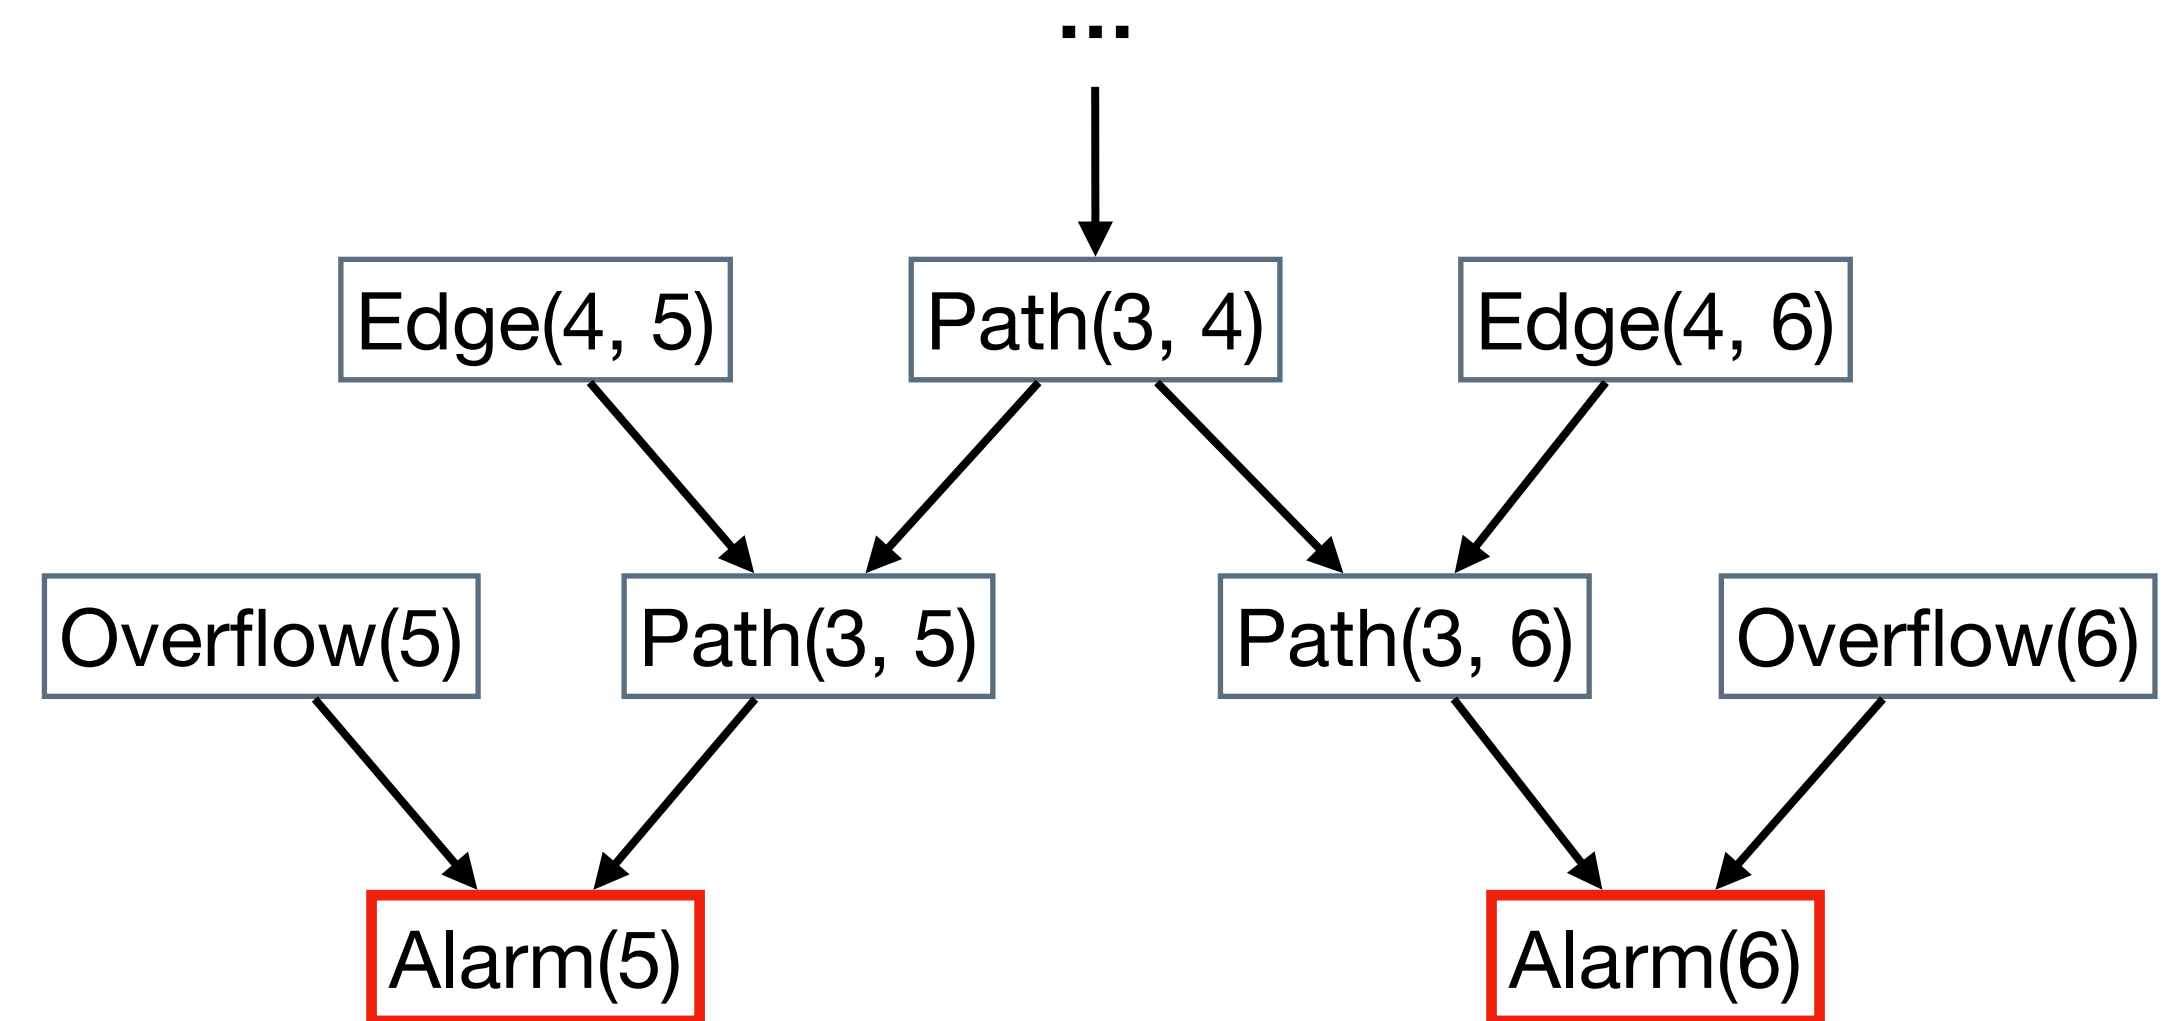 ...
Edge(4, 5) Path(3, 4) Edge(4, 6)
Overflow(5) Path(3, 5) Path(3, 6) Overflow(6)
Alarm(5) Alarm(6)